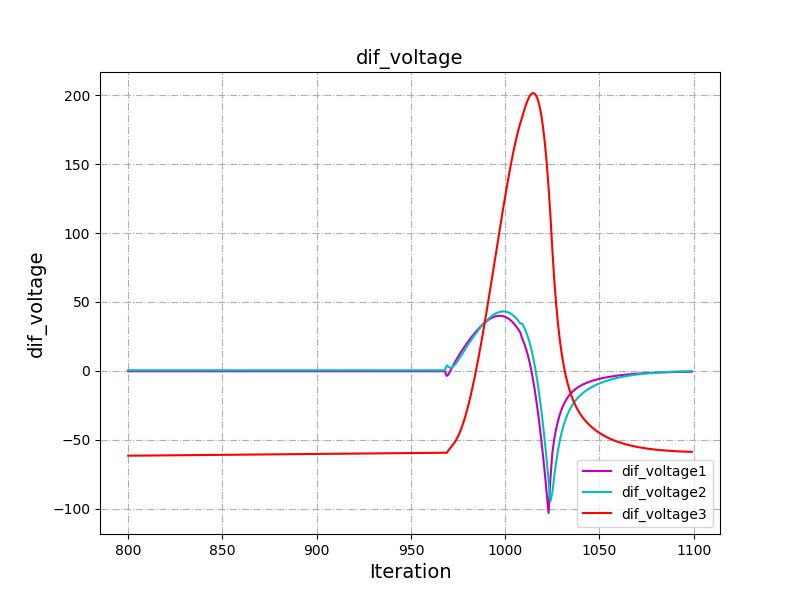 dif_voltage
200
150
100
50
0
−50
−100
dif_voltage
800
850
900
950
1000
1050
1100
Iteration
dif_voltage1
dif_voltage2
dif_voltage3